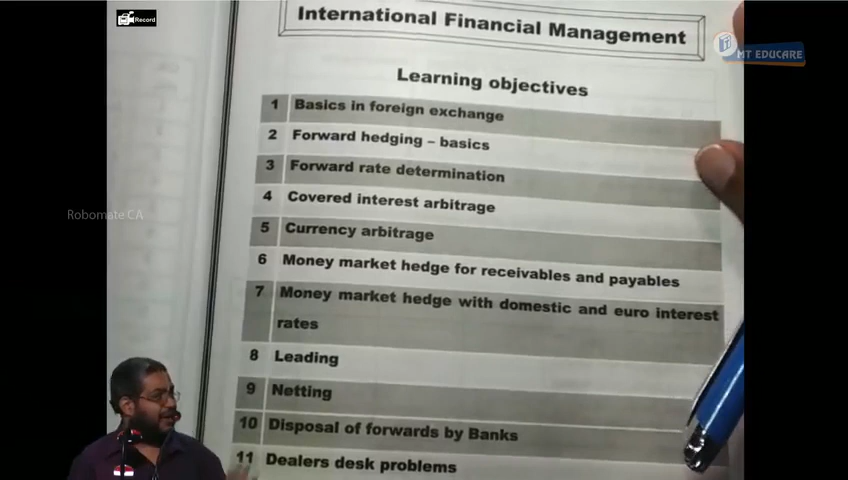 Record
International Financial Management
MT EDUCARE
Learning objectives
1 Basics in foreign exchange
2 Forward hedging – basics
3 Forward rate determination
4 Covered interest arbitrage
Robomate CA
5 Currency arbitrage
6 Money market hedge for receivables and payables
7 Money market hedge with domestic and euro interest
rates
8 Leading
9 Netting
10 Disposal of forwards by Banks
11 Dealers desk problems